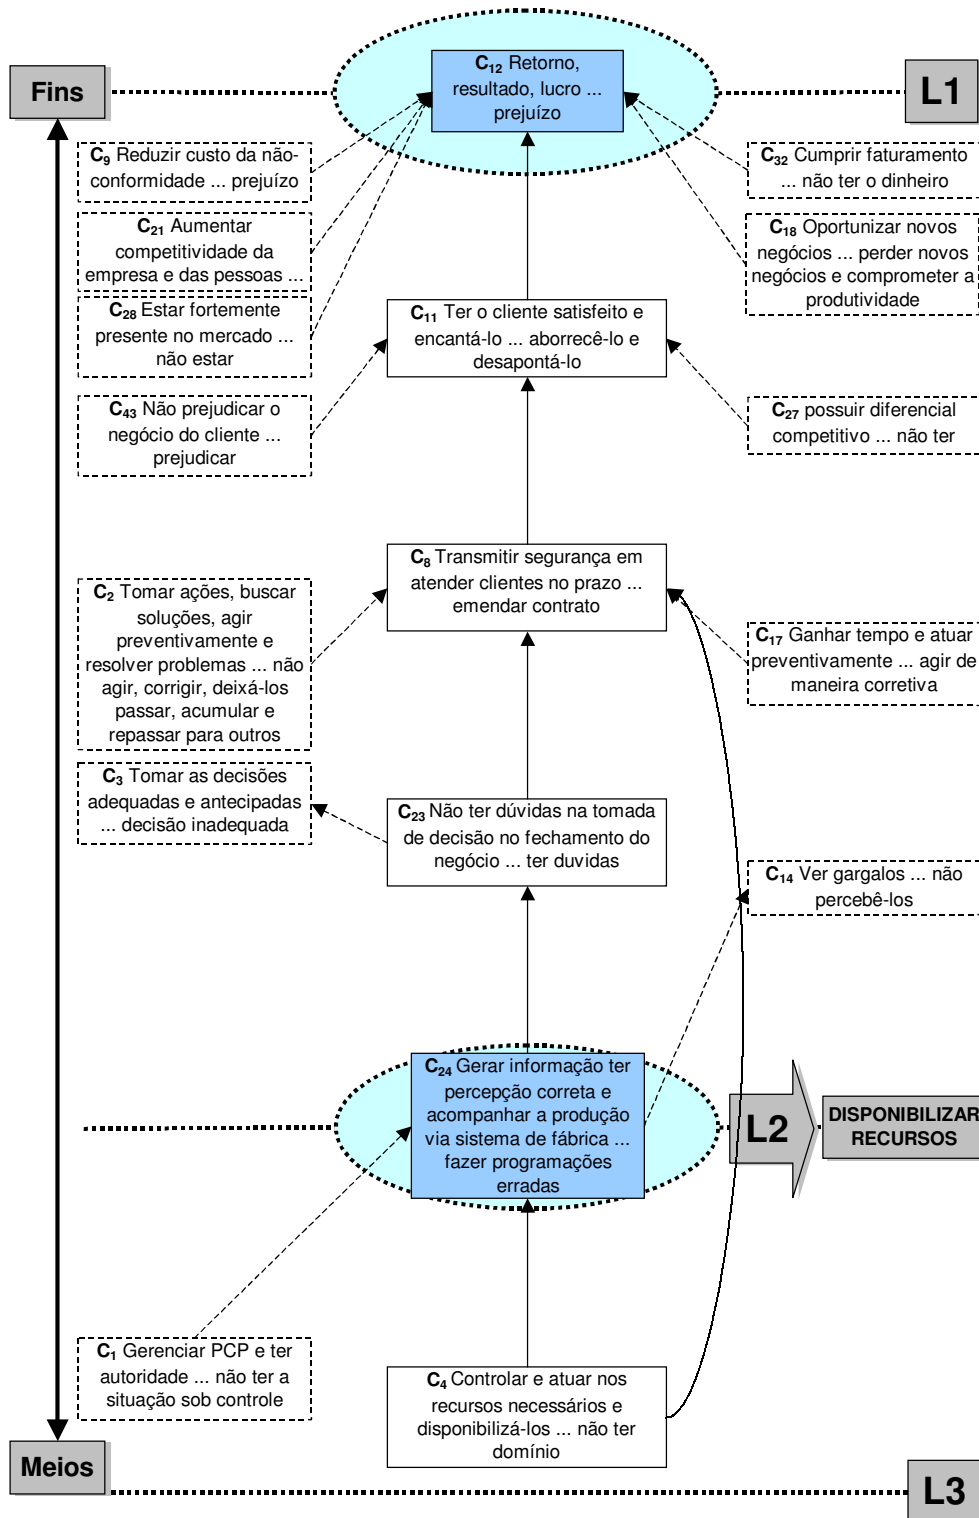 Fins
C12 Retorno,
resultado, lucro ...
prejuízo
L1
C9 Reduzir custo da não-
conformidade ... prejuízo
C32 Cumprir faturamento
... não ter o dinheiro
C21 Aumentar
competitividade da
empresa e das pessoas ...
C18 Oportunizar novos
negócios ... perder novos
negócios e comprometer a
produtividade
C28 Estar fortemente
presente no mercado ...
não estar
C11 Ter o cliente satisfeito e
encantá-lo ... aborrecê-lo e
desapontá-lo
C43 Não prejudicar o
negócio do cliente ...
prejudicar
C27 possuir diferencial
competitivo ... não ter
C8 Transmitir segurança em
atender clientes no prazo ...
emendar contrato
C2 Tomar ações, buscar
soluções, agir
preventivamente e
resolver problemas ... não
agir, corrigir, deixá-los
passar, acumular e
repassar para outros
C17 Ganhar tempo e atuar
preventivamente ... agir de
maneira corretiva
C3 Tomar as decisões
adequadas e antecipadas
... decisão inadequada
C23 Não ter dúvidas na tomada
de decisão no fechamento do
negócio ... ter duvidas
C14 Ver gargalos ... não
percebê-los
C24 Gerar informação ter
percepção correta e
acompanhar a produção
via sistema de fábrica ...
fazer programações
erradas
L2
DISPONIBILIZAR
RECURSOS
C1 Gerenciar PCP e ter
autoridade ... não ter a
situação sob controle
C4 Controlar e atuar nos
recursos necessários e
disponibilizá-los ... não ter
domínio
Meios
L3